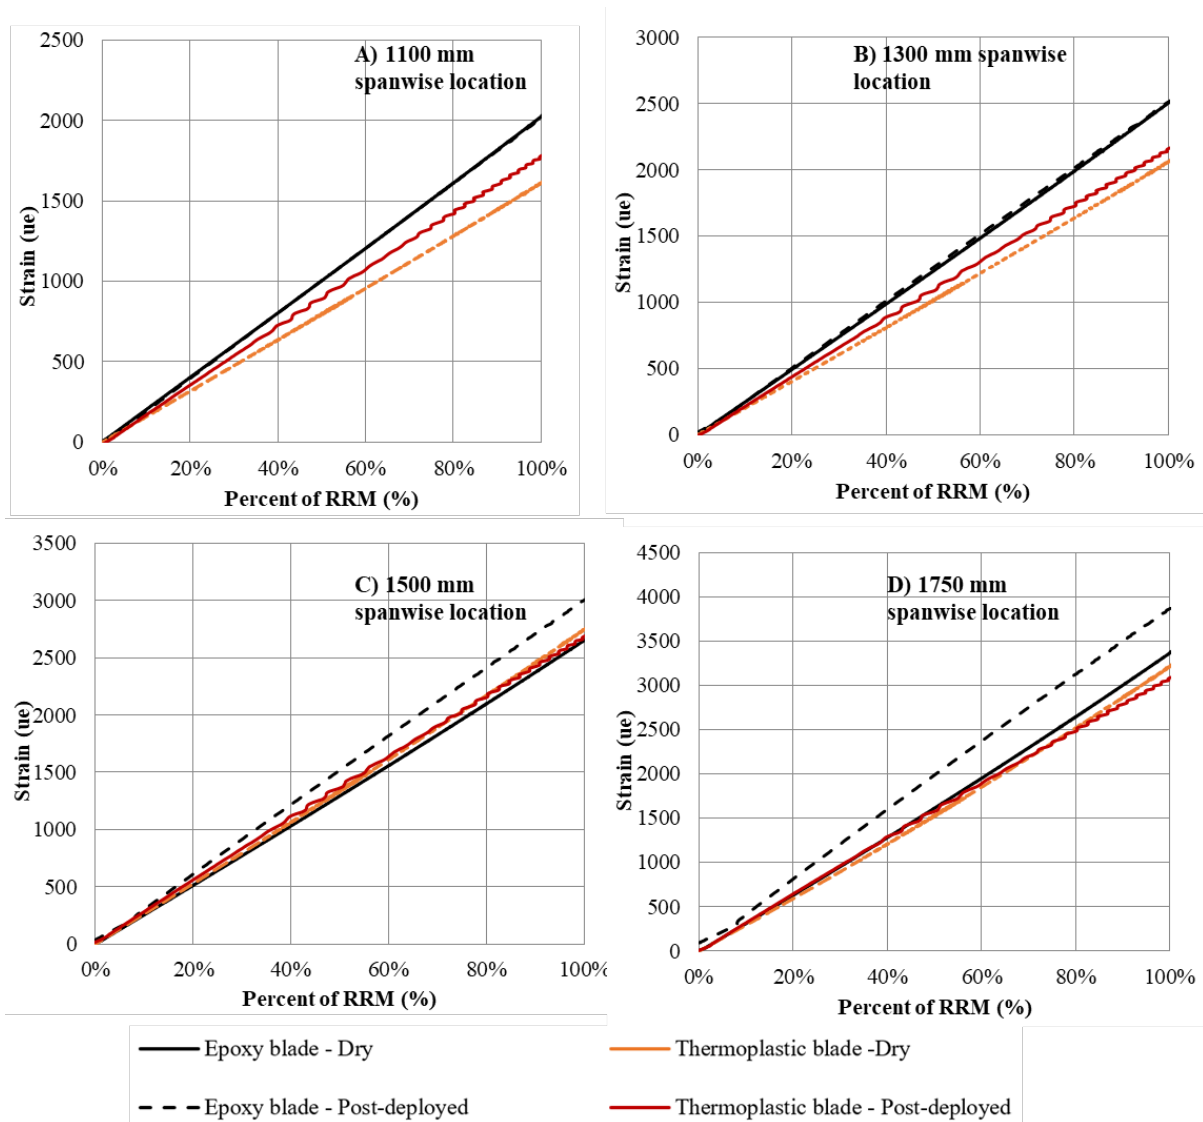 A) 1100 mm
spanwise location
2500
2000
1500
1000
500
0
Strain (ue)
0% 20% 40% 60% 80% 100%
Percent of RRM (%)
B) 1300 mm spanwise
location
3000
2500
2000
1500
1000
500
0
Strain (ue)
0% 20% 40% 60% 80% 100%
Percent of RRM (%)
C) 1500 mm
spanwise location
3500
3000
2500
2000
1500
1000
500
0
Strain (ue)
0% 20% 40% 60% 80% 100%
Percent of RRM (%)
D) 1750 mm
spanwise location
4500
4000
3500
3000
2500
2000
1500
1000
500
0
Strain (ue)
0% 20% 40% 60% 80% 100%
Percent of RRM (%)
Epoxy blade - Dry
Thermoplastic blade -Dry
Epoxy blade - Post-deployed
Thermoplastic blade - Post-deployed